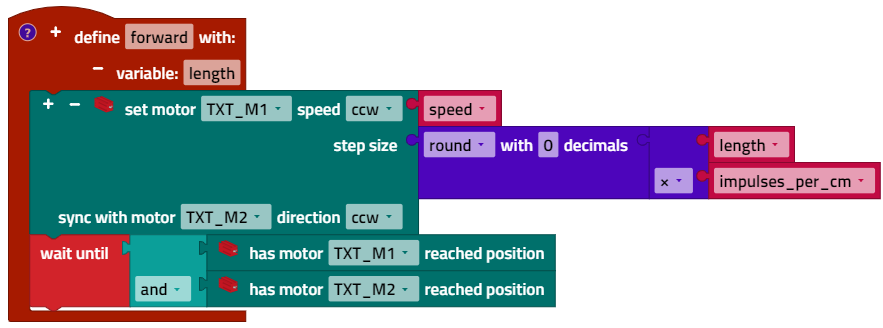 ? + define forward with:
− variable: length
+ − set motor TXT_M1 speed ccw speed
step size round with 0 decimals length
× impulses_per_cm
sync with motor TXT_M2 direction ccw
wait until has motor TXT_M1 reached position
and has motor TXT_M2 reached position